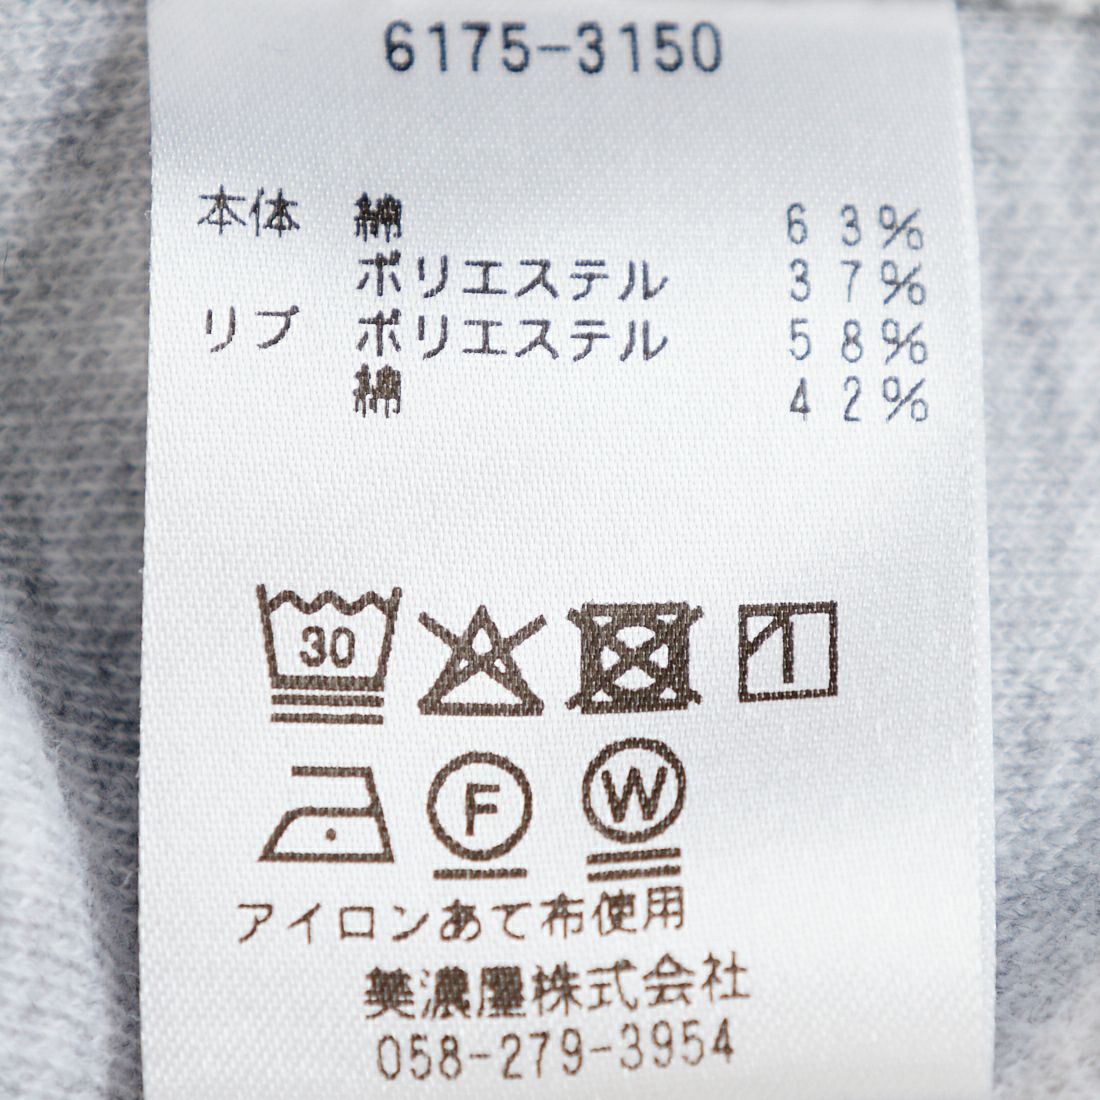 6175-3150
本体 綿 63%
ポリエステル 37%
リブ ポリエステル 58%
綿 42%
30
F W
アイロンあて布使用
美濃屋株式会社
058-279-3954